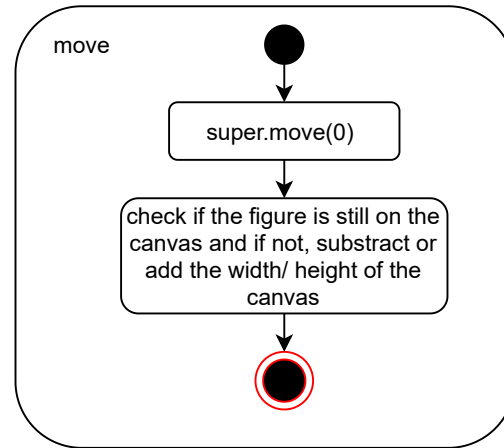 move
super.move(0)
check if the figure is still on the
canvas and if not, substract or
add the width/ height of the
canvas